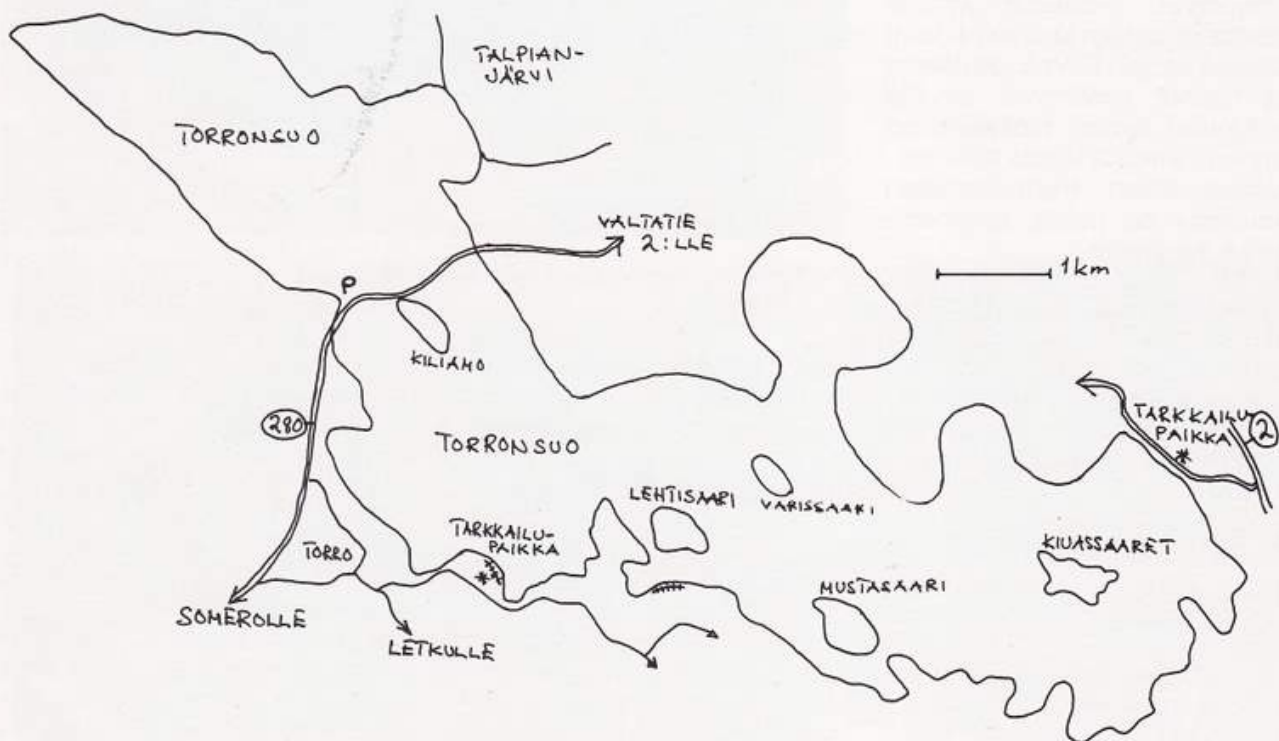 TALPIAN-
JÄRVI
TORRONSUO
VALTATIE
2:LLE
P
1km
KILIAMO
280
TARKKAILU-
PAIKKA
2
TORRONSUO
LEHTISAARI
VARISSAARI
TARKKAILU-
PAIKKA
TORRO
KIUASSAARET
MUSTASAARI
SOMEROLLE
LETKULLE